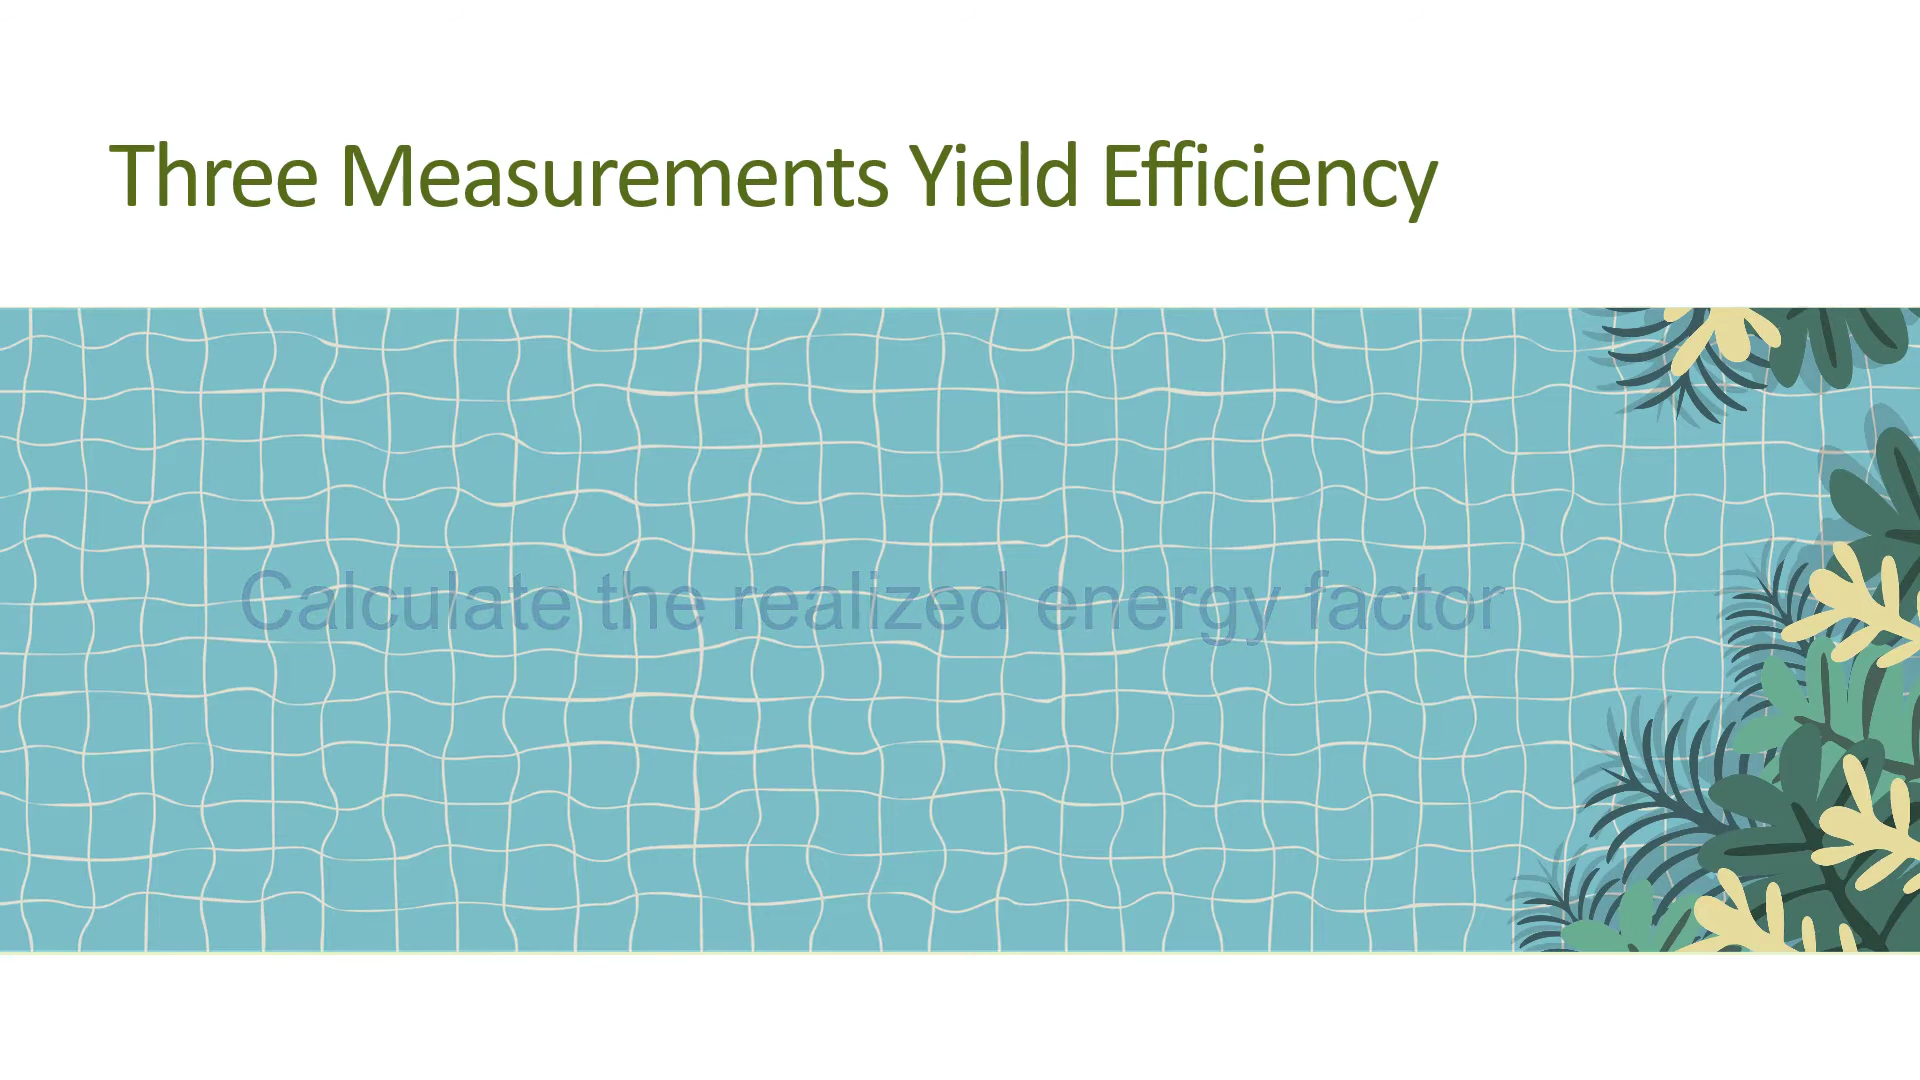 Three Measurements Yield Efficiency
Calculate the realized energy factor